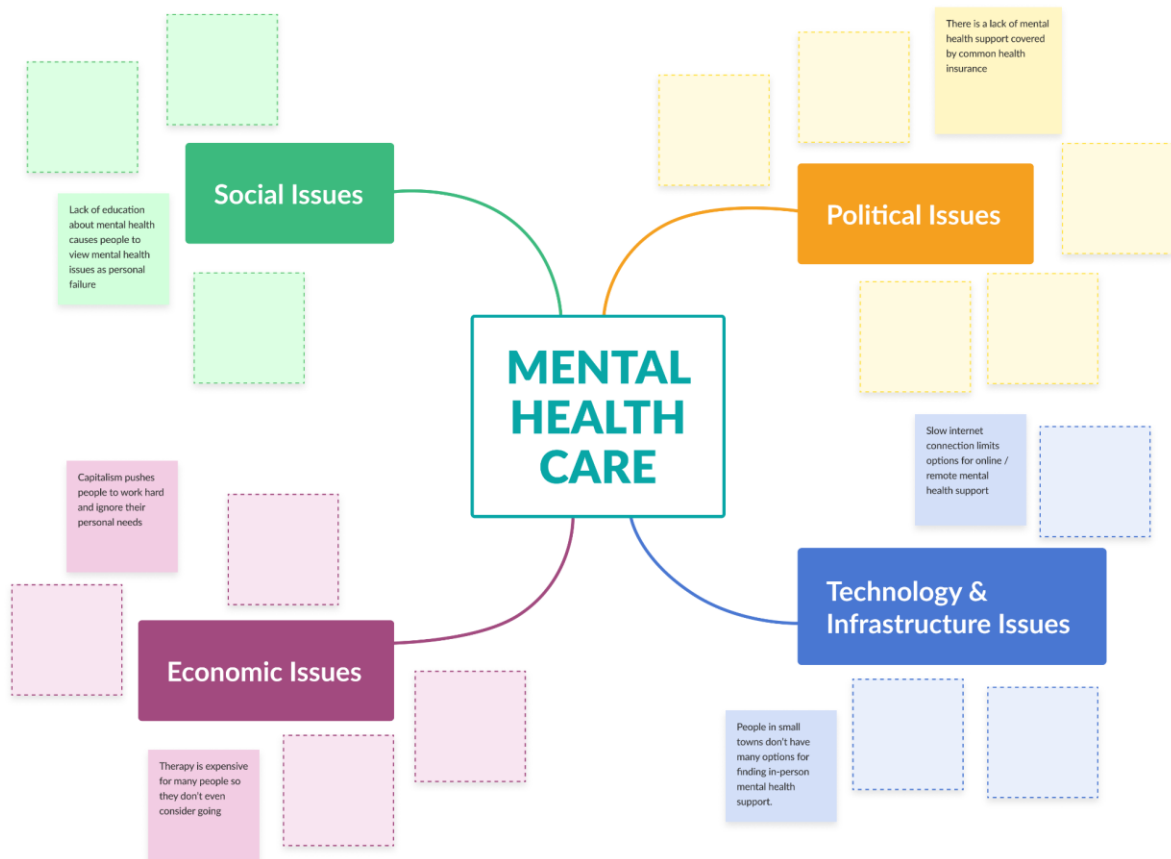 There is a lack of mental
health support covered
by common health
insurance
Social Issues
Political Issues
Lack of education
about mental health
causes people to
view mental health
issues as personal
failure
MENTAL
HEALTH
CARE
Slow internet
connection limits
options for online /
remote mental
health support
Capitalism pushes
people to work hard
and ignore their
personal needs
Technology &
Infrastructure Issues
Economic Issues
People in small
towns don't have
many options for
finding in-person
mental health
support.
Therapy is expensive
for many people so
they don't even
consider going